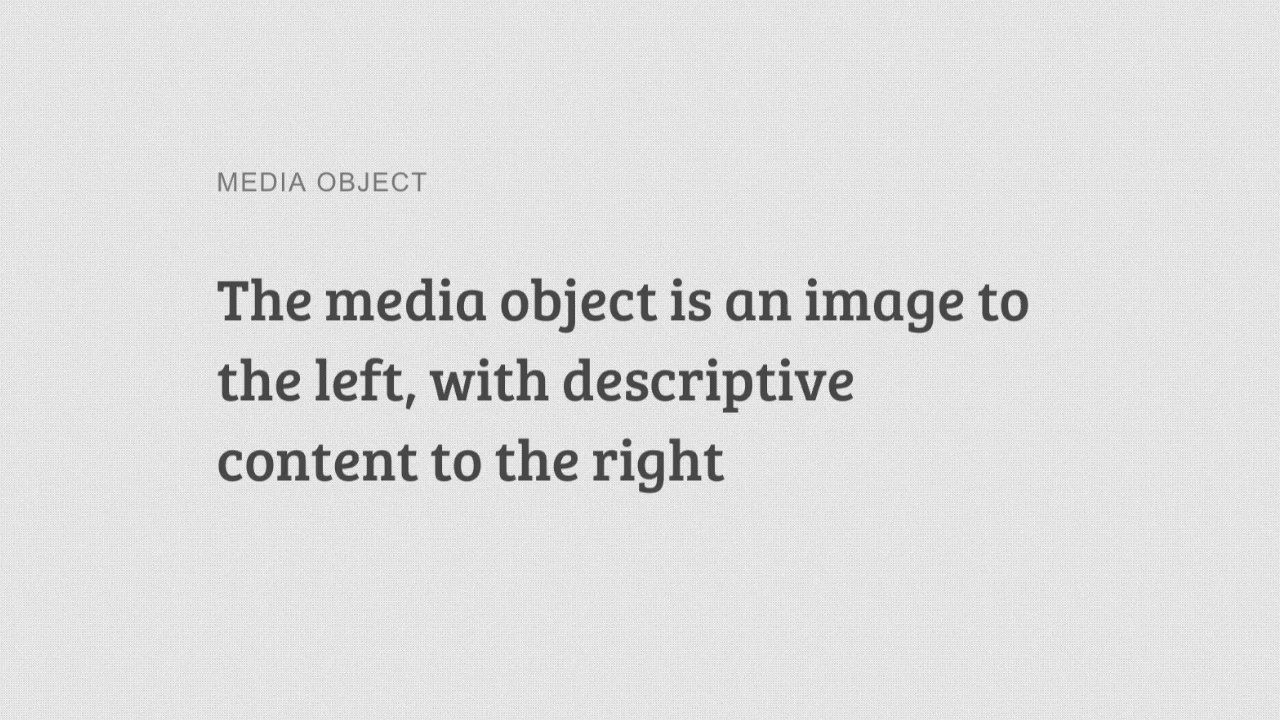 MEDIA OBJECT
The media object is an image to
the left, with descriptive
content to the right